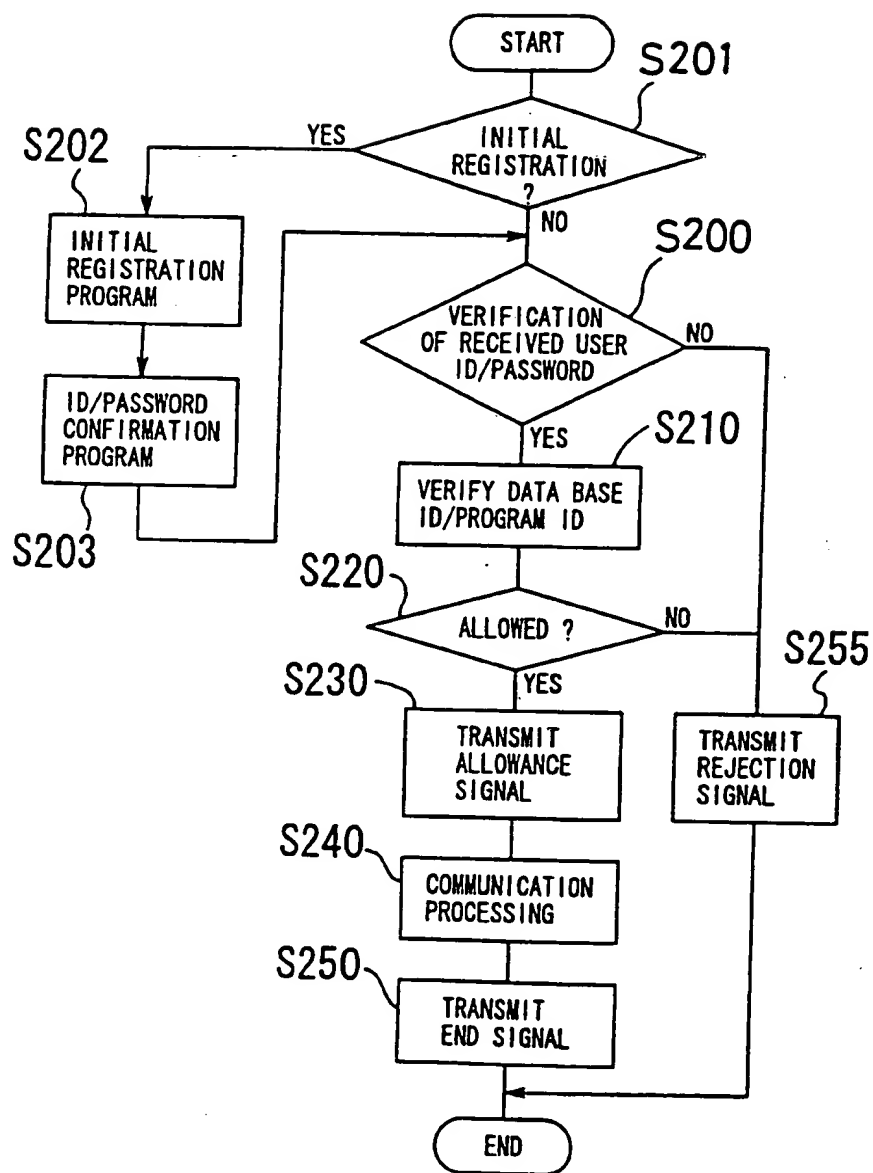 START
S201
INITIAL
REGISTRATION
?
YES
NO
S202
INITIAL
REGISTRATION
PROGRAM
ID/PASSWORD
CONFIRMATION
PROGRAM
S203
S200
VERIFICATION
OF RECEIVED USER
ID/PASSWORD
NO
YES
S210
VERIFY DATA BASE
ID/PROGRAM ID
S220
ALLOWED ?
NO
YES
S230
TRANSMIT
ALLOWANCE
SIGNAL
S255
TRANSMIT
REJECTION
SIGNAL
S240
COMMUNICATION
PROCESSING
S250
TRANSMIT
END SIGNAL
END